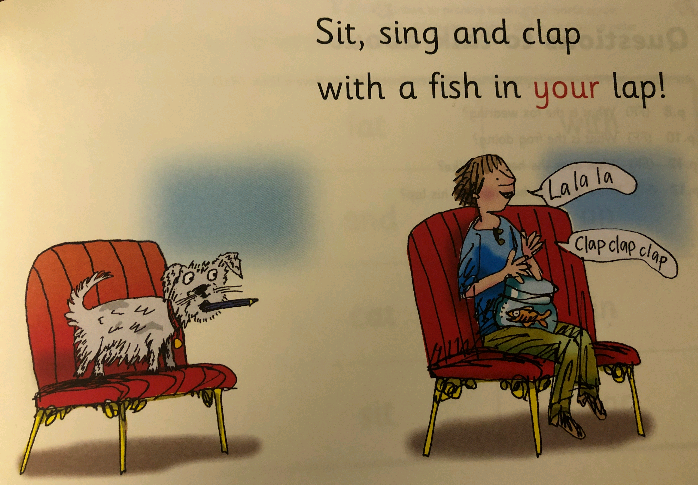 Sit, sing and clap
with a fish in your lap!
La la la
Clap clap clap